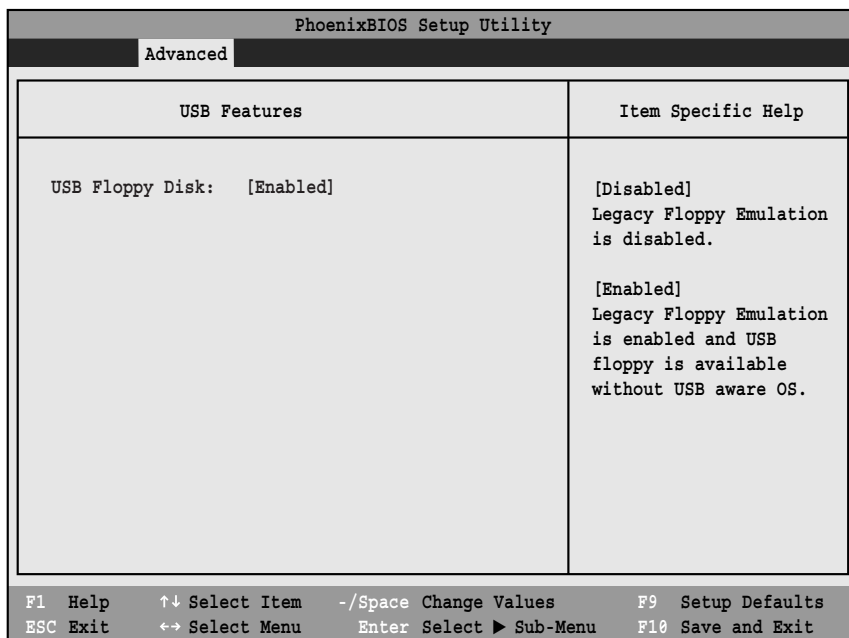 PhoenixBIOS Setup Utility
Advanced
USB Features
Item Specific Help
USB Floppy Disk: [Enabled]
[Disabled]
Legacy Floppy Emulation
is disabled.
[Enabled]
Legacy Floppy Emulation
is enabled and USB
floppy is available
without USB aware OS.
F1 Help ↑↓ Select Item -/Space Change Values F9 Setup Defaults
ESC Exit ←→ Select Menu Enter Select ▶ Sub-Menu F10 Save and Exit